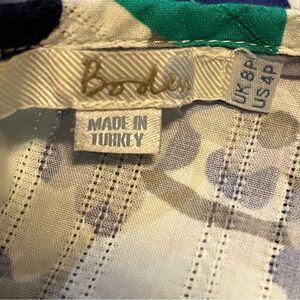 Boden
MADE IN
TURKEY
UK 8P
US 4P